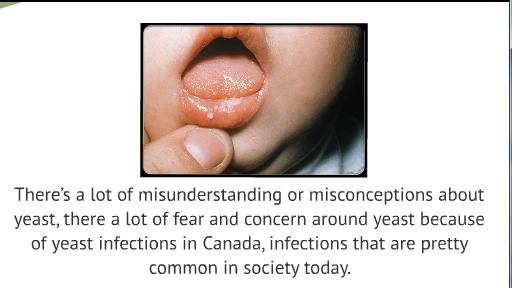 There's a lot of misunderstanding or misconceptions about
yeast, there a lot of fear and concern around yeast because
of yeast infections in Canada, infections that are pretty
common in society today.